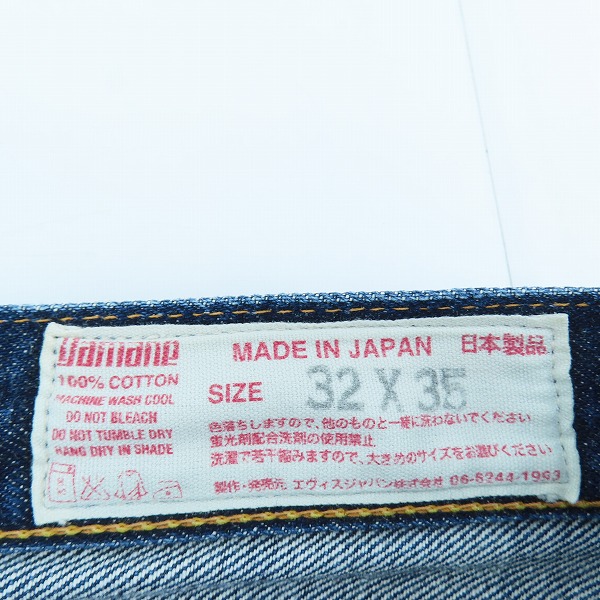 Yamane
MADE IN JAPAN 日本製品
100% COTTON
MACHINE WASH COOL
DO NOT BLEACH
DO NOT TUMBLE DRY
HANG DRY IN SHADE
SIZE 32 X 35
色落ちしますので、他のものと一緒に洗わないでください
蛍光剤配合洗剤の使用禁止
洗濯で若干縮みますので、大きめのサイズをお選びください
製作・発売元 エヴィスジャパン株式会社 06-6244-1993